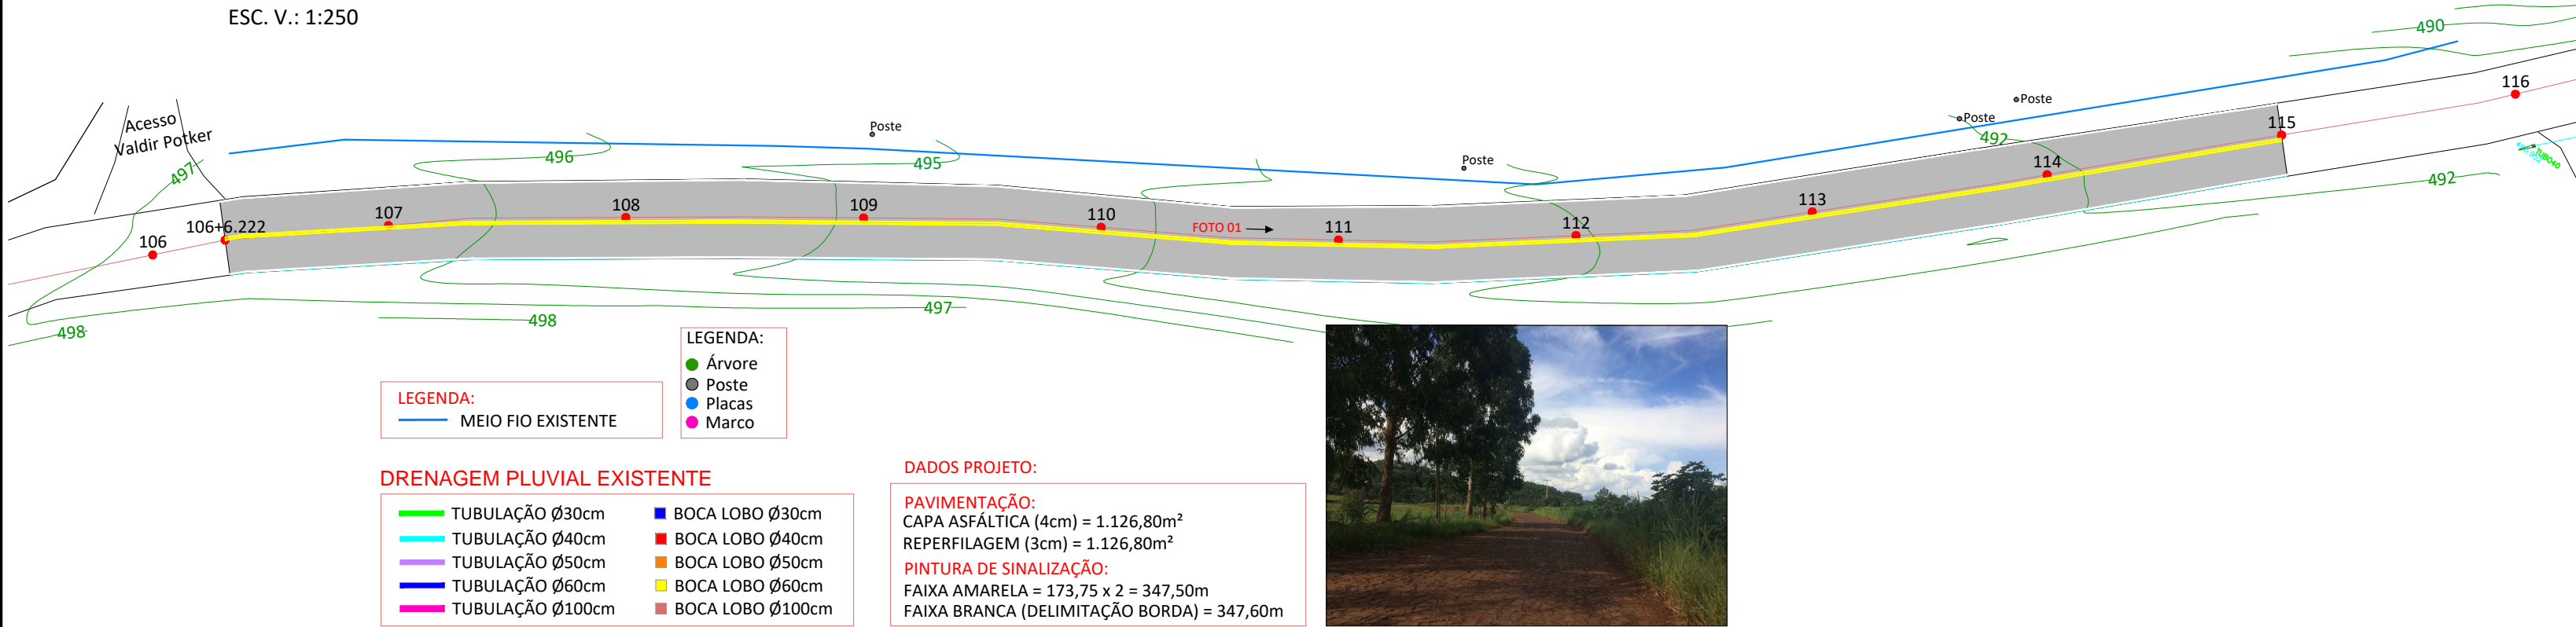 ESC. V.: 1:250
490
116
Poste
Poste
115
Acesso
Valdir Potker
Poste
492
496
495
Poste
114
497
492
TUBO40
107
108
109
110
113
106+6.222
106
FOTO 01
111
112
498
498
497
LEGENDA:
Árvore
Poste
Placas
Marco
LEGENDA:
MEIO FIO EXISTENTE
DRENAGEM PLUVIAL EXISTENTE
TUBULAÇÃO Ø30cm
BOCA LOBO Ø30cm
TUBULAÇÃO Ø40cm
BOCA LOBO Ø40cm
TUBULAÇÃO Ø50cm
BOCA LOBO Ø50cm
TUBULAÇÃO Ø60cm
BOCA LOBO Ø60cm
TUBULAÇÃO Ø100cm
BOCA LOBO Ø100cm
DADOS PROJETO:
PAVIMENTAÇÃO:
CAPA ASFÁLTICA (4cm) = 1.126,80m²
REPERFILAGEM (3cm) = 1.126,80m²
PINTURA DE SINALIZAÇÃO:
FAIXA AMARELA = 173,75 x 2 = 347,50m
FAIXA BRANCA (DELIMITAÇÃO BORDA) = 347,60m